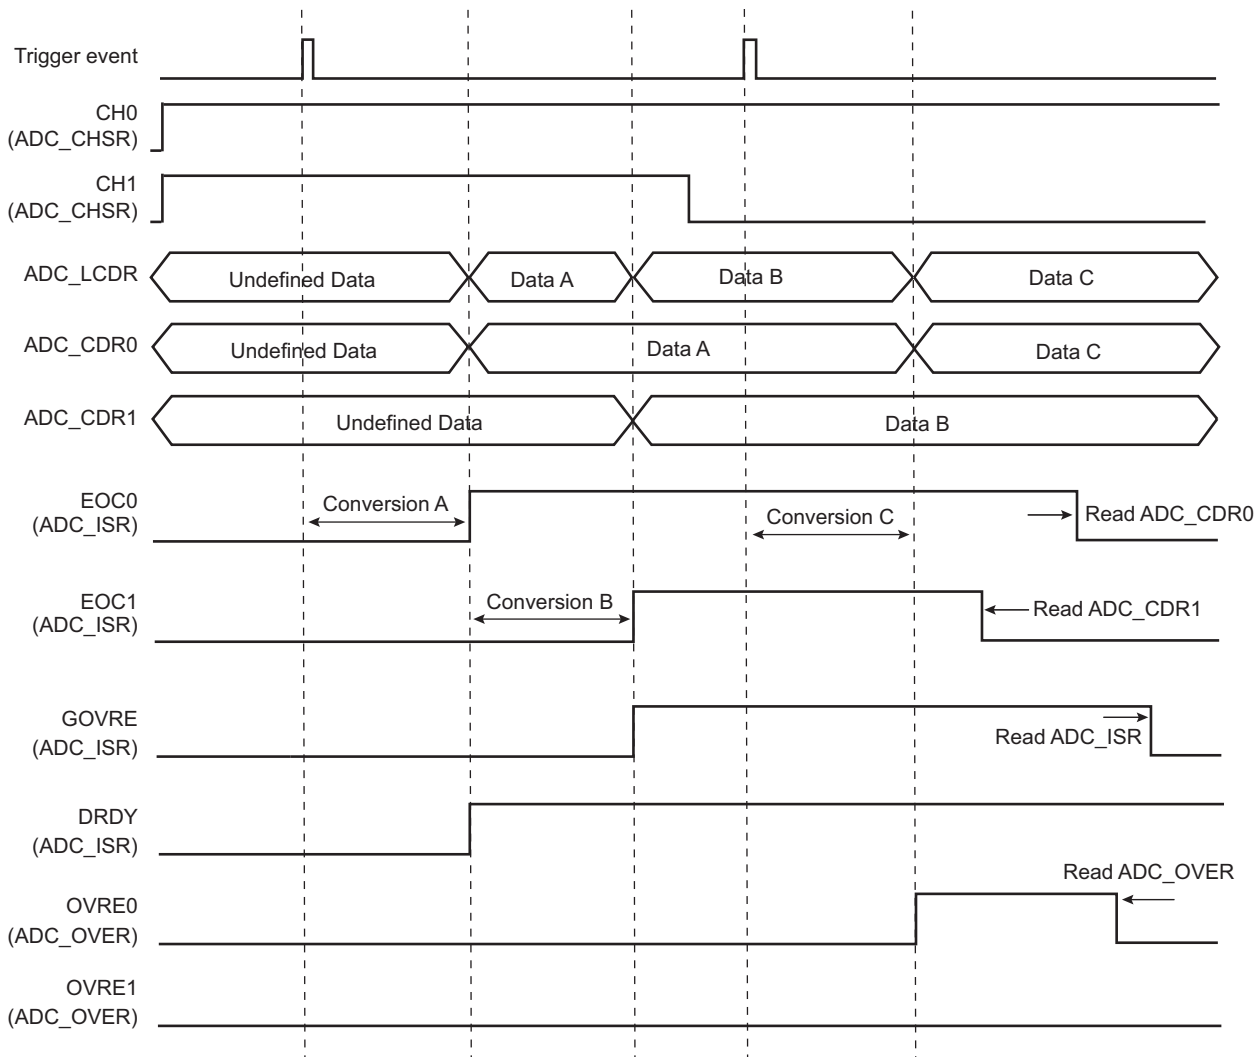 Trigger event
CH0
(ADC_CHSR)
CH1
(ADC_CHSR)
ADC_LCDR
Undefined Data
Data A
Data B
Data C
ADC_CDR0
Undefined Data
Data A
Data C
ADC_CDR1
Undefined Data
Data B
EOC0
(ADC_ISR)
Conversion A
Conversion C
Read ADC_CDR0
EOC1
(ADC_ISR)
Conversion B
Read ADC_CDR1
GOVRE
(ADC_ISR)
Read ADC_ISR
DRDY
(ADC_ISR)
Read ADC_OVER
OVRE0
(ADC_OVER)
OVRE1
(ADC_OVER)